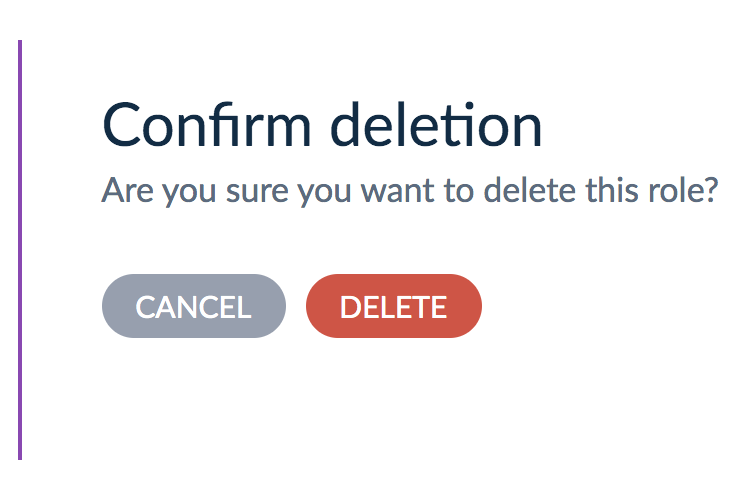 Confirm deletion
Are you sure you want to delete this role?
CANCEL DELETE